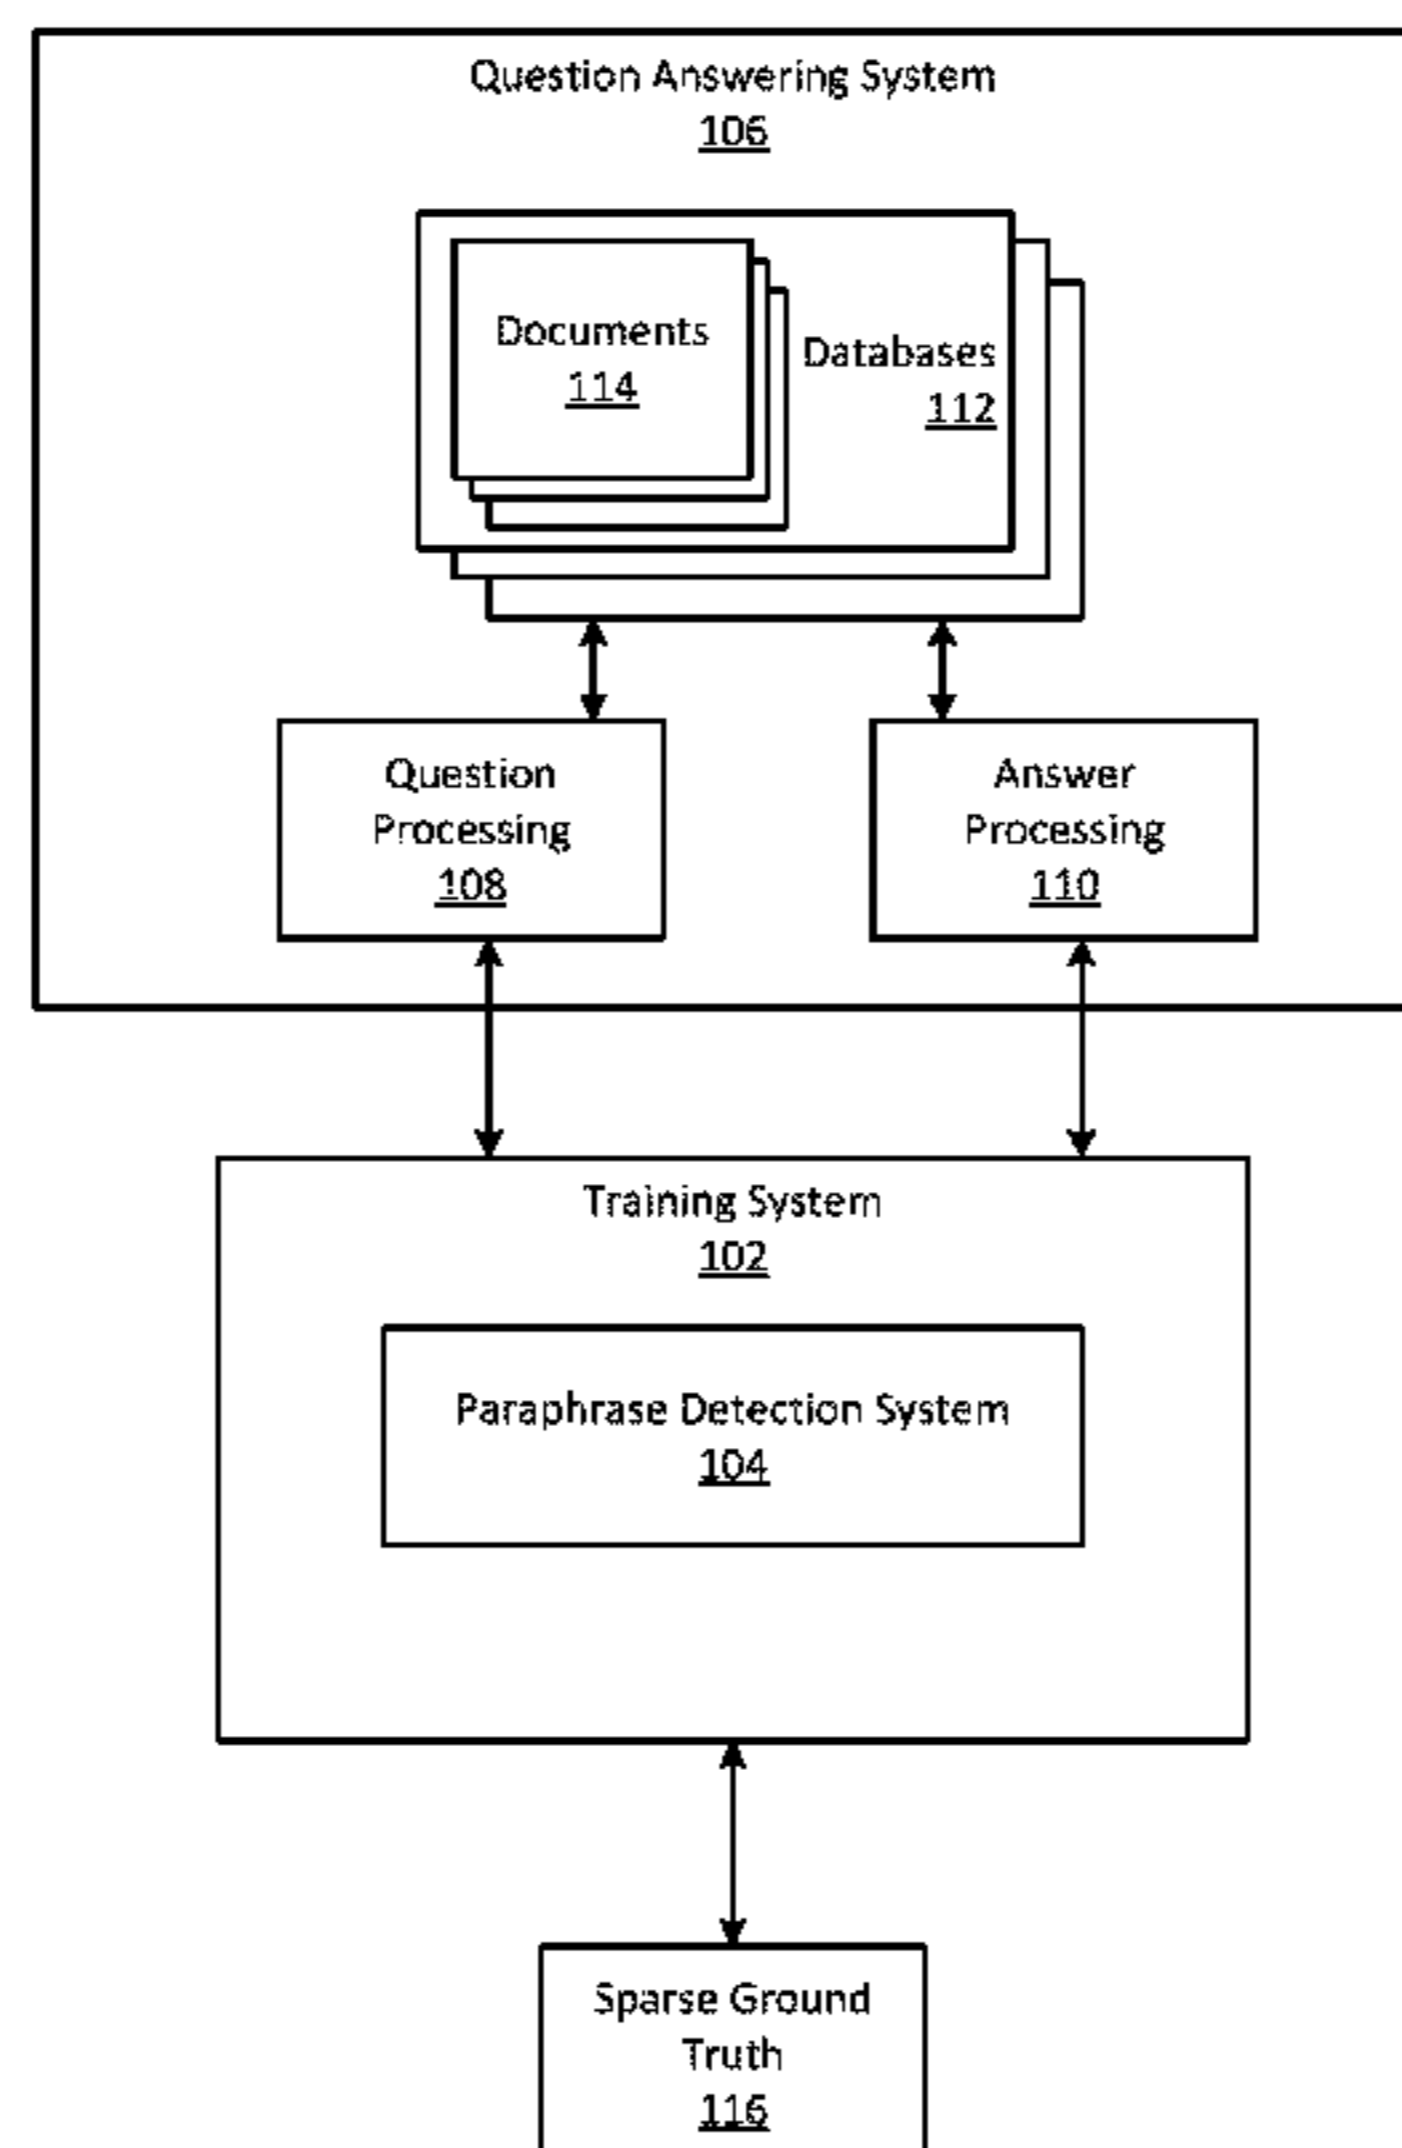 Question Answering System
106
Documents
114
Databases
112
Question
Processing
108
Answer
Processing
110
Training System
102
Paraphrase Detection System
104
Sparse Ground
Truth
116